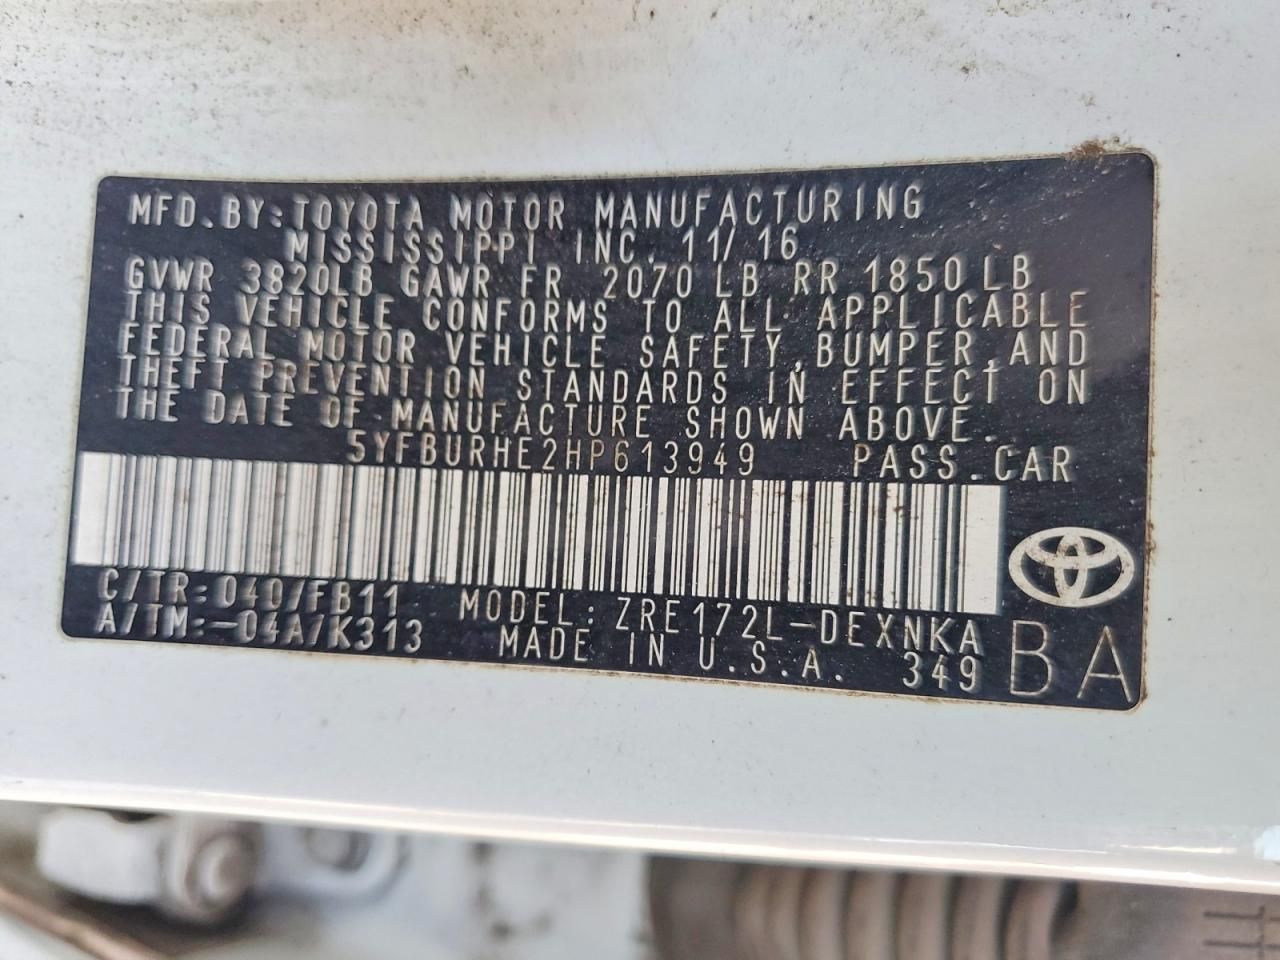 MFD.BY:TOYOTA MOTOR MANUFACTURING
MISSISSIPPI INC. 11/16
GVWR 3820LB GAWR FR 2070 LB RR 1850 LB
THIS VEHICLE CONFORMS TO ALL APPLICABLE
FEDERAL MOTOR VEHICLE SAFETY,BUMPER,AND
THEFT PREVENTION STANDARDS IN EFFECT ON
THE DATE OF MANUFACTURE SHOWN ABOVE.
5YFBURHE2HP613949 PASS.CAR
C/TR:040/FB11 MODEL:ZRE172L-DEXNKA
A/TM:-04A/K313 MADE IN U.S.A. 349 BA